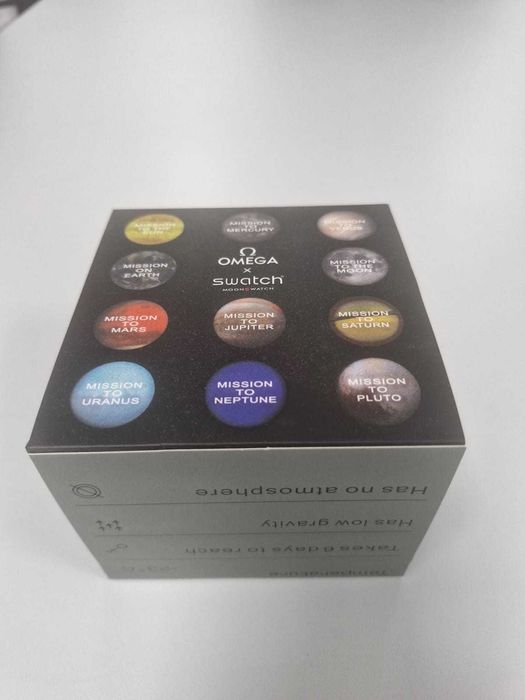 MISSION
TO THE
SUN
MISSION
TO
MERCURY
MISSION
TO
VENUS
MISSION
ON
EARTH
Ω
OMEGA
×
swatch
MOONSWATCH
MISSION
TO THE
MOON
MISSION
TO
MARS
MISSION
TO
JUPITER
MISSION
TO
SATURN
MISSION
TO
URANUS
MISSION
TO
NEPTUNE
MISSION
TO
PLUTO
Has no atmosphere
Has low gravity
Takes 6 days to reach
Temperature